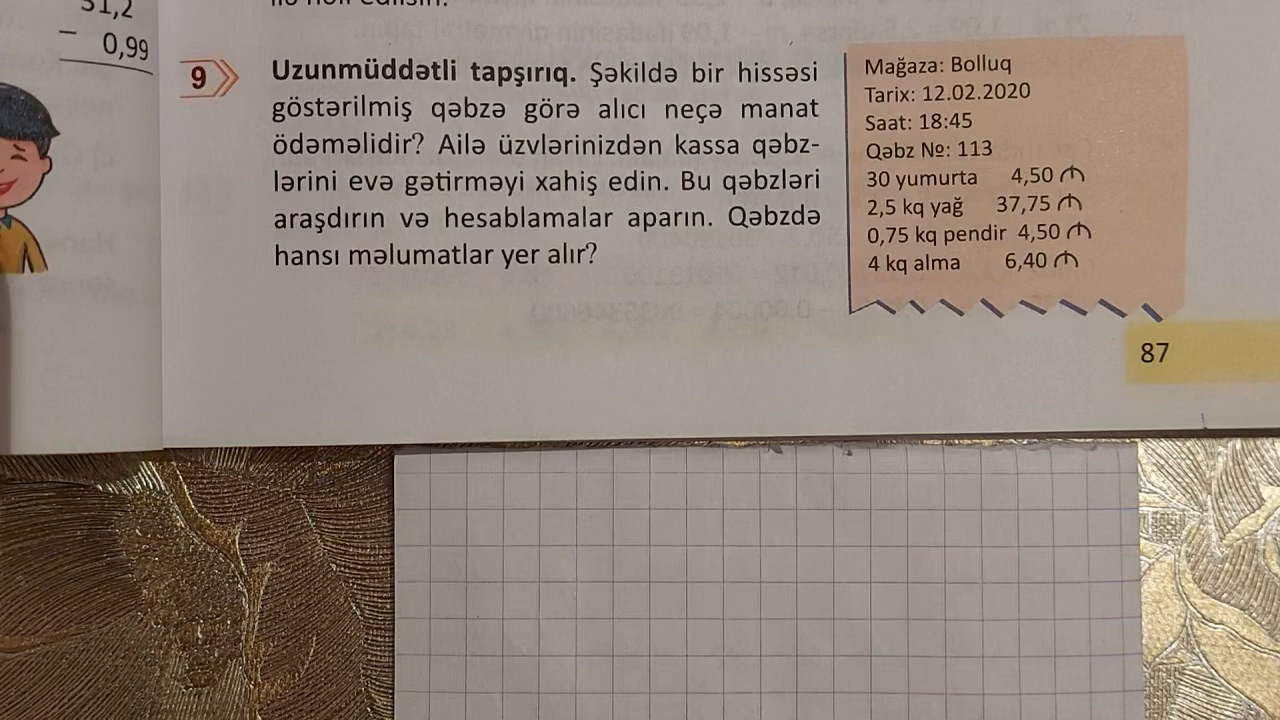 31,2
– 0,99
9
Uzunmüddətli tapşırıq. Şəkildə bir hissəsi
göstərilmiş qəbzə görə alıcı neçə manat
ödəməlidir? Ailə üzvlərinizdən kassa qəbz-
lərini evə gətirməyi xahiş edin. Bu qəbzləri
araşdırın və hesablamalar aparın. Qəbzdə
hansı məlumatlar yer alır?
Mağaza: Bolluq
Tarix: 12.02.2020
Saat: 18:45
Qəbz №: 113
30 yumurta 4,50 ₼
2,5 kq yağ 37,75 ₼
0,75 kq pendir 4,50 ₼
4 kq alma 6,40 ₼
87